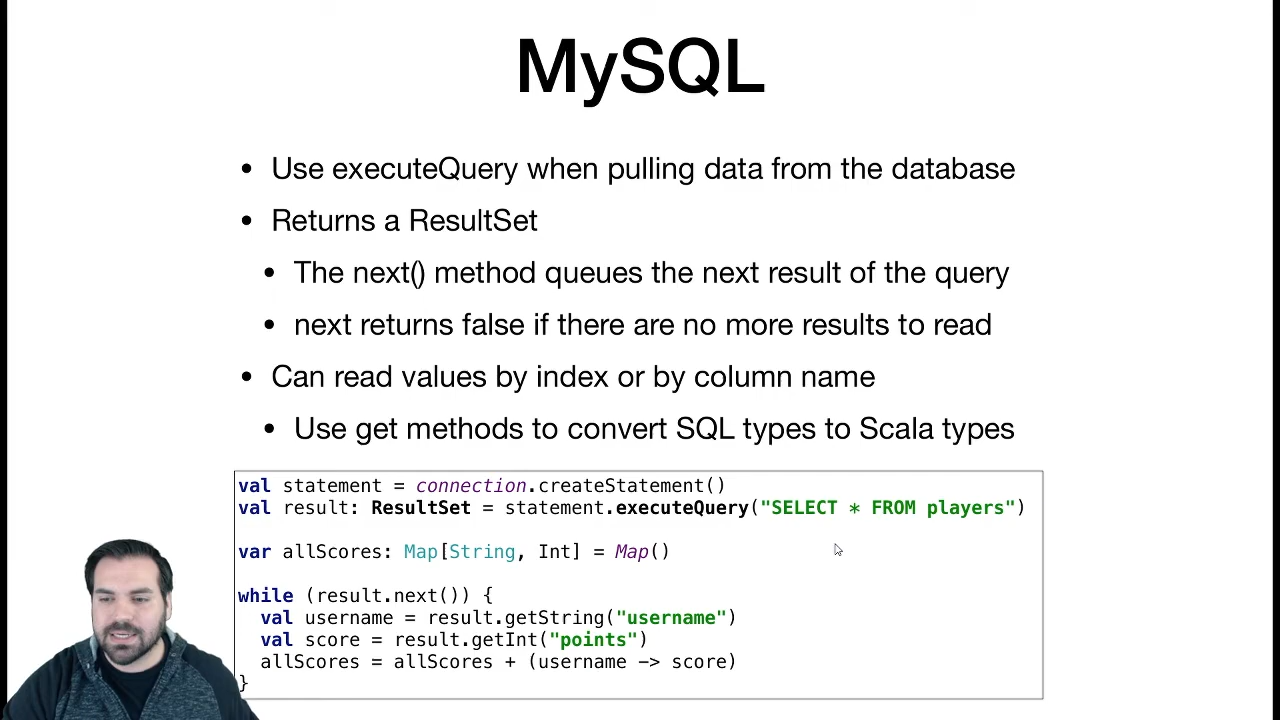 MySQL
• Use executeQuery when pulling data from the database
• Returns a ResultSet
• The next() method queues the next result of the query
• next returns false if there are no more results to read
• Can read values by index or by column name
• Use get methods to convert SQL types to Scala types
val statement = connection.createStatement()
val result: ResultSet = statement.executeQuery("SELECT * FROM players")
var allScores: Map[String, Int] = Map()
while (result.next()) {
  val username = result.getString("username")
  val score = result.getInt("points")
  allScores = allScores + (username -> score)
}